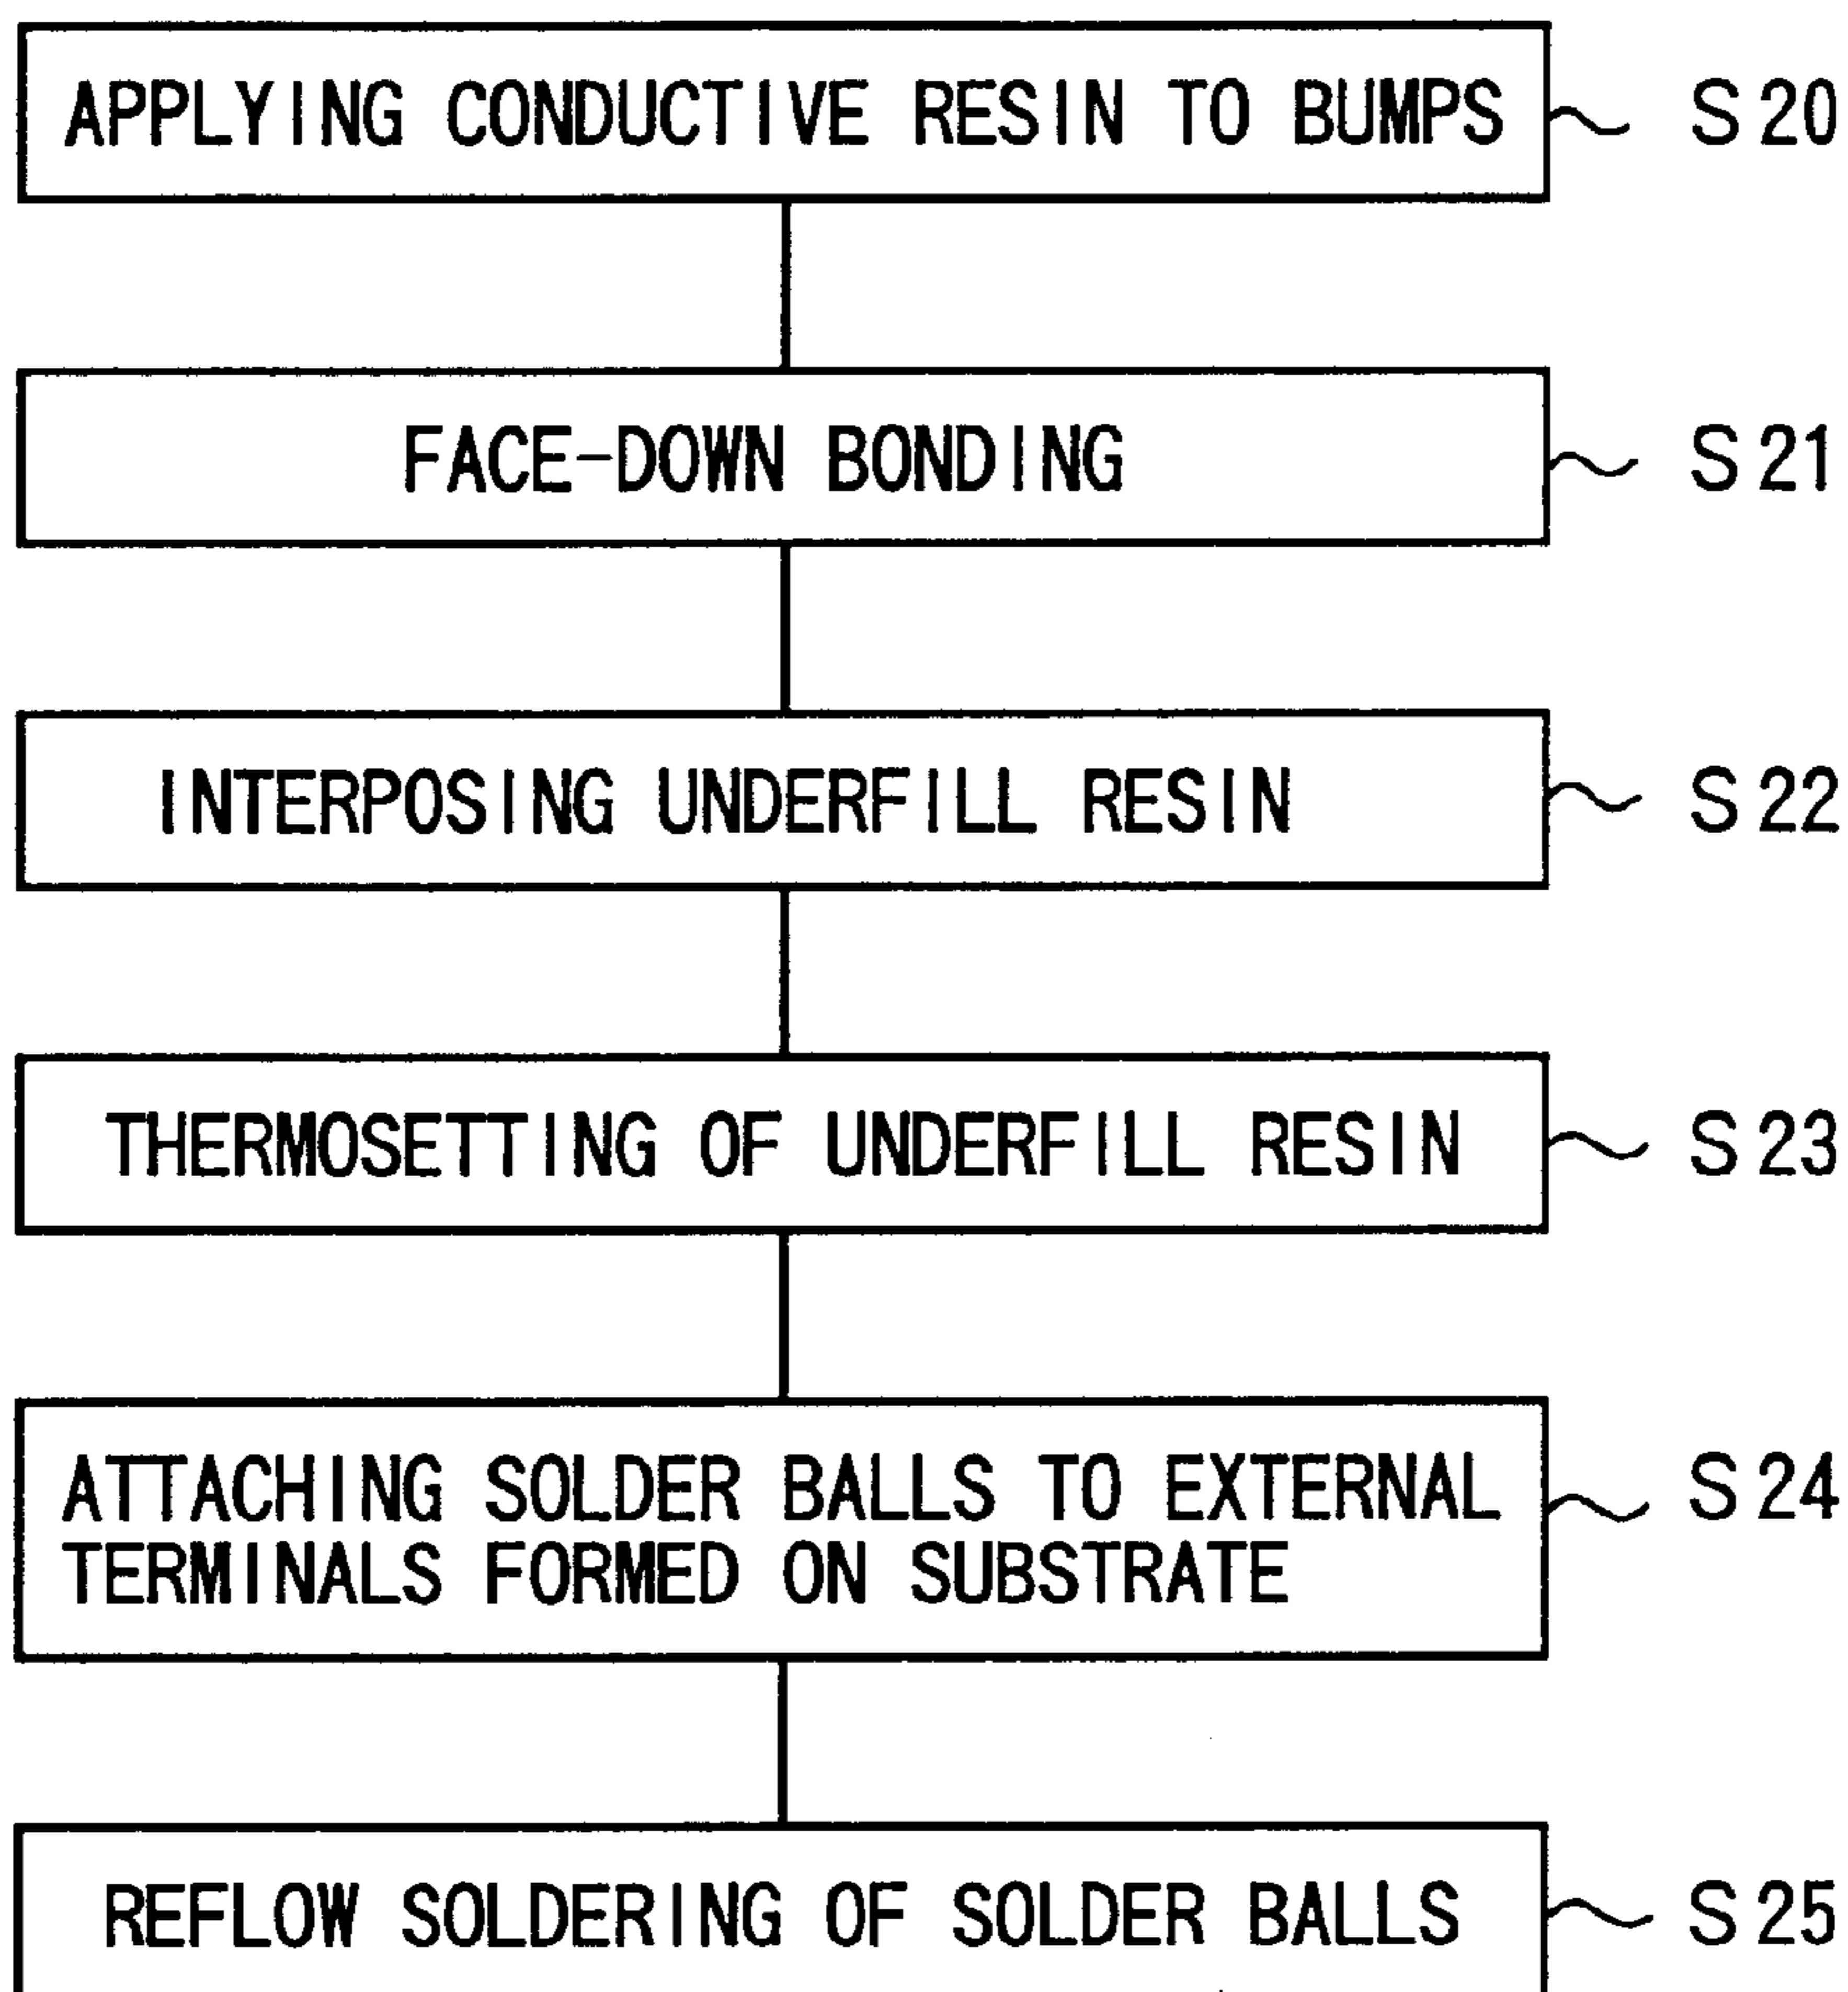 APPLYING CONDUCTIVE RESIN TO BUMPS S20
FACE-DOWN BONDING S21
INTERPOSING UNDERFILL RESIN S22
THERMOSETTING OF UNDERFILL RESIN S23
ATTACHING SOLDER BALLS TO EXTERNAL S24
TERMINALS FORMED ON SUBSTRATE
REFLOW SOLDERING OF SOLDER BALLS S25